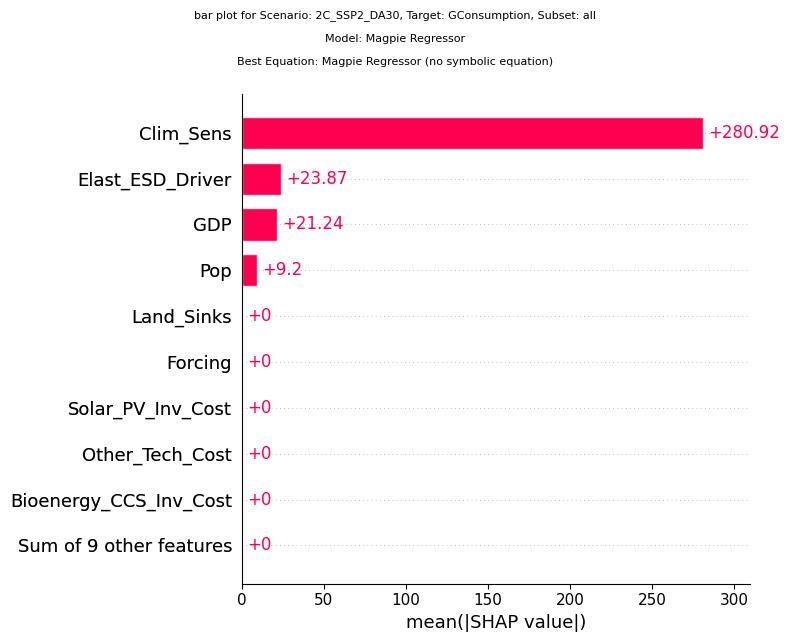 bar plot for Scenario: 2C_SSP2_DA30, Target: GConsumption, Subset: all
Model: Magpie Regressor
Best Equation: Magpie Regressor (no symbolic equation)
Clim_Sens +280.92
Elast_ESD_Driver +23.87
GDP +21.24
Pop +9.2
Land_Sinks +0
Forcing +0
Solar_PV_Inv_Cost +0
Other_Tech_Cost +0
Bioenergy_CCS_Inv_Cost +0
Sum of 9 other features +0
0 50 100 150 200 250 300
mean(|SHAP value|)